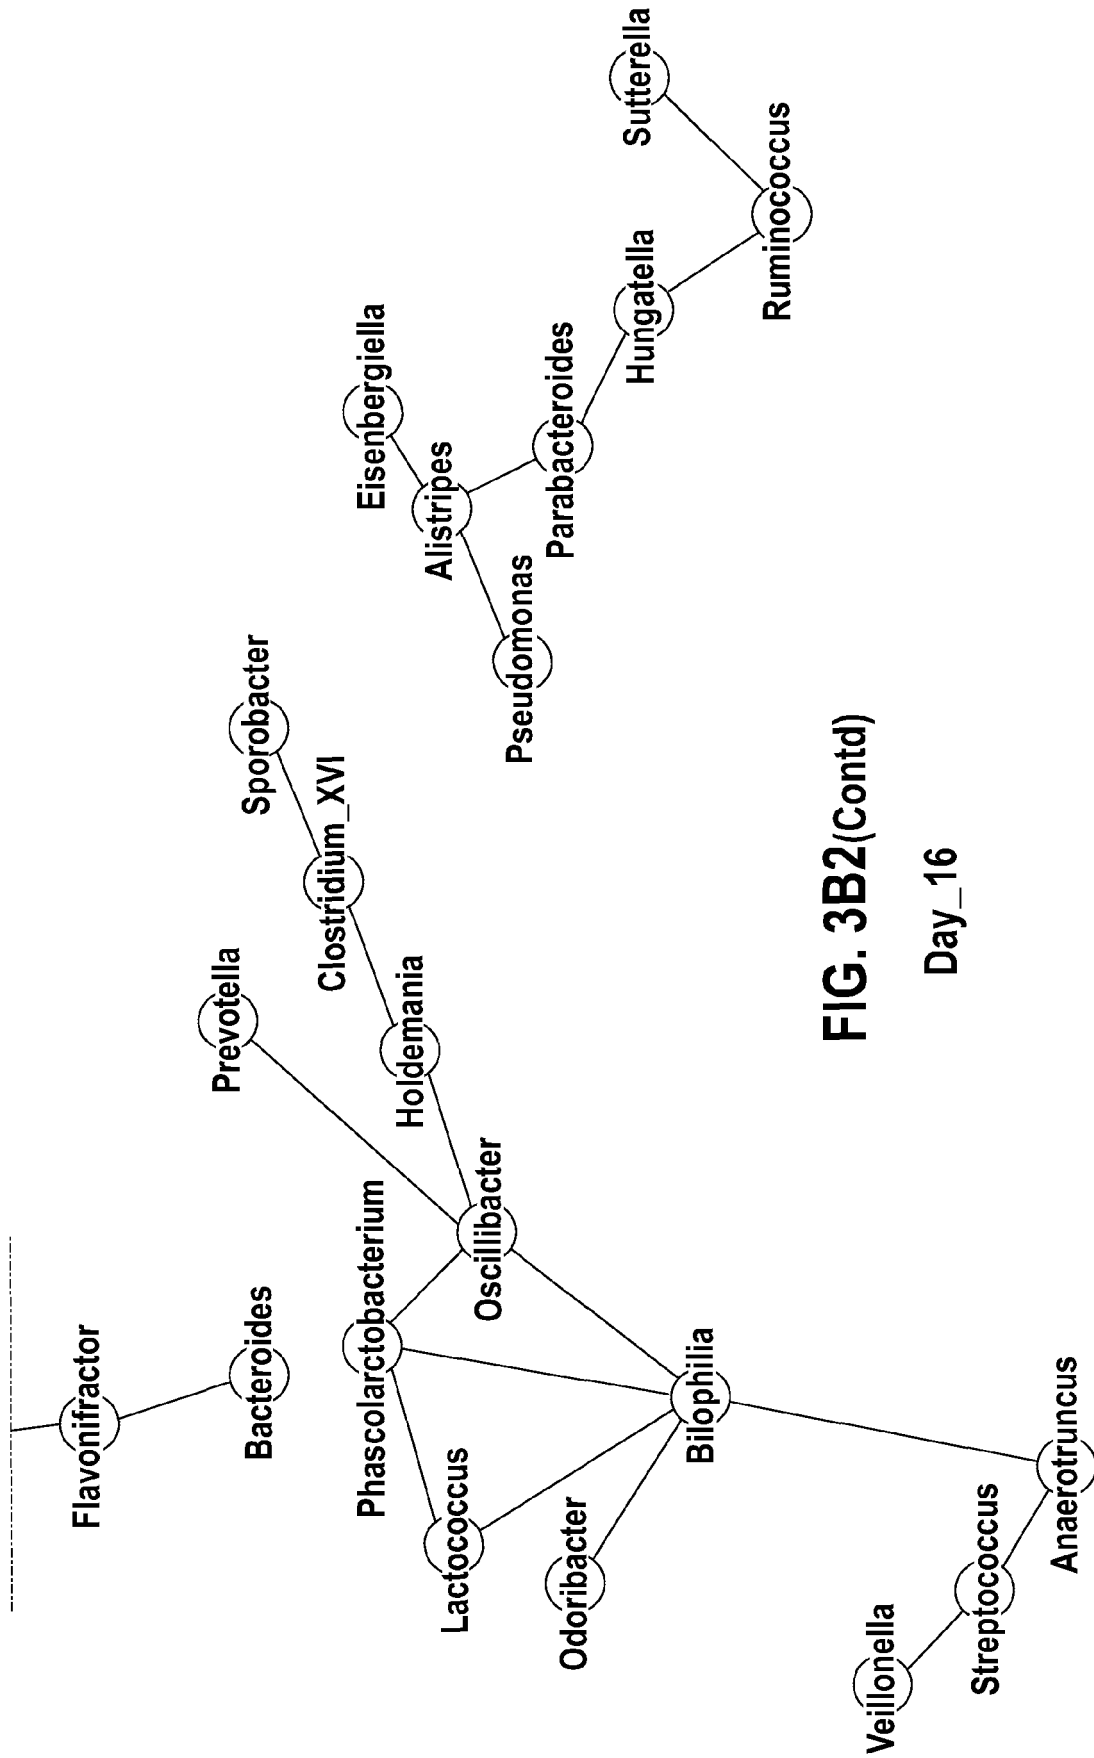 Flavonifractor
Bacteroides
Prevotella
Sporobacter
Clostridium_XVI
Holdemania
Phascolarctobacterium
Oscillibacter
Lactococcus
Odoribacter
Bilophilia
Veillonella
Streptococcus
Anaerotruncus
Eisenbergiella
Alistripes
Pseudomonas
Parabacteroides
Hungatella
Sutterella
Ruminococcus
FIG. 3B2(Contd)
Day_16